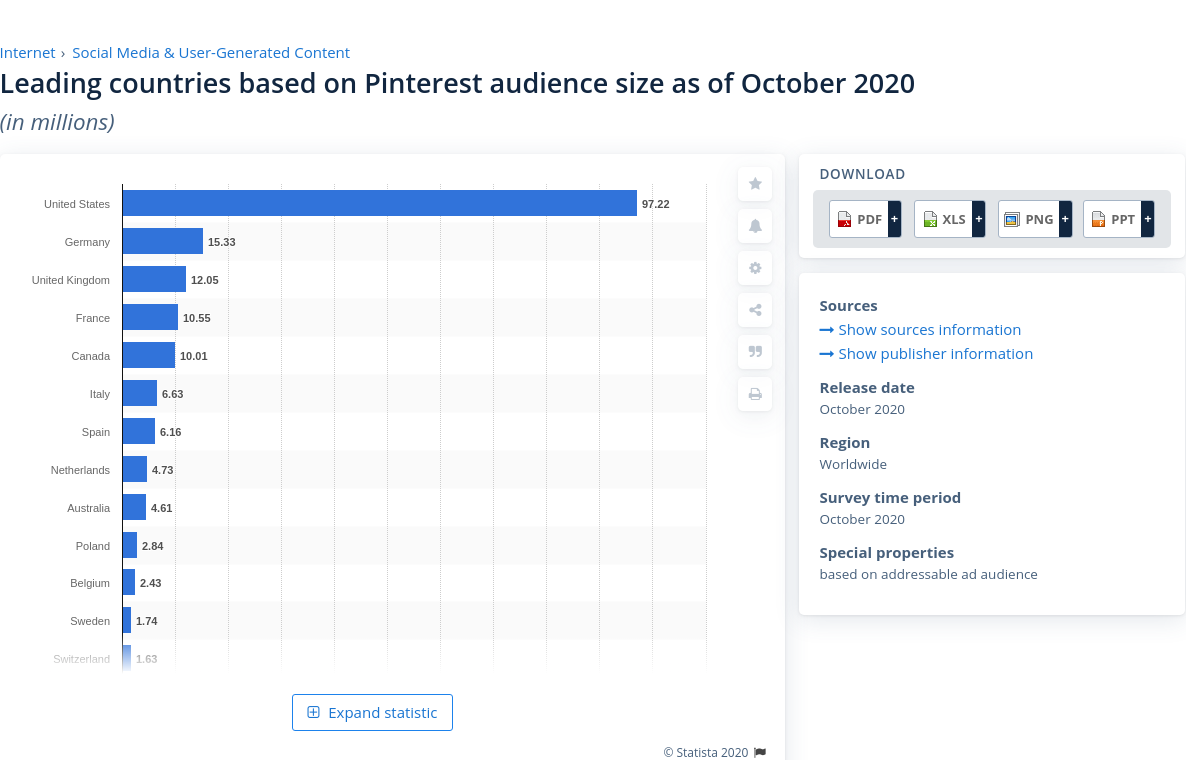 Internet › Social Media & User-Generated Content
Leading countries based on Pinterest audience size as of October 2020
(in millions)
United States 97.22
Germany 15.33
United Kingdom 12.05
France 10.55
Canada 10.01
Italy 6.63
Spain 6.16
Netherlands 4.73
Australia 4.61
Poland 2.84
Belgium 2.43
Sweden 1.74
Switzerland 1.63
Expand statistic
© Statista 2020
DOWNLOAD
PDF + XLS + PNG + PPT +
Sources
Show sources information
Show publisher information
Release date
October 2020
Region
Worldwide
Survey time period
October 2020
Special properties
based on addressable ad audience